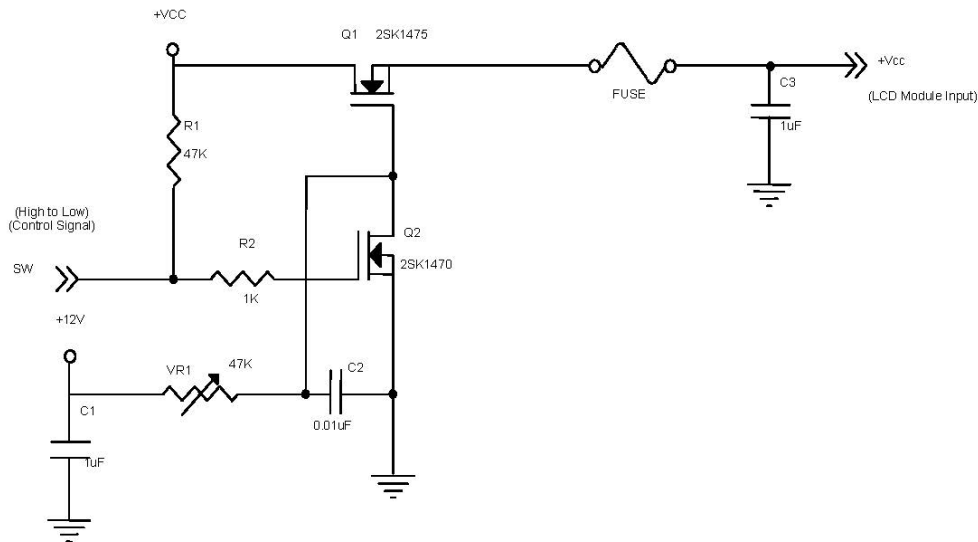 +VCC
Q1 2SK1475
+Vcc
FUSE
C3
(LCD Module Input)
R1
1uF
47K
(High to Low)
(Control Signal)
Q2
R2
SW
2SK1470
1K
+12V
47K
VR1
C2
C1
0.01uF
1uF